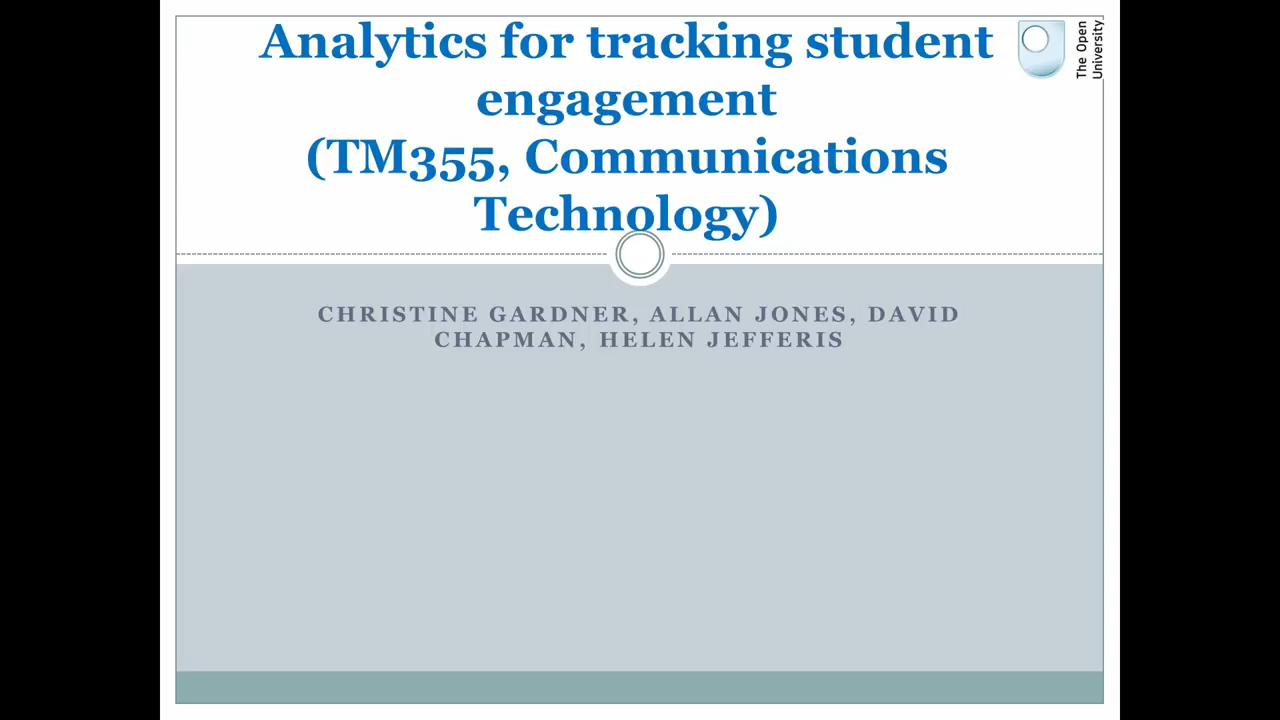 Analytics for tracking student
engagement
(TM355, Communications
Technology)
The Open
University
CHRISTINE GARDNER, ALLAN JONES, DAVID
CHAPMAN, HELEN JEFFERIS